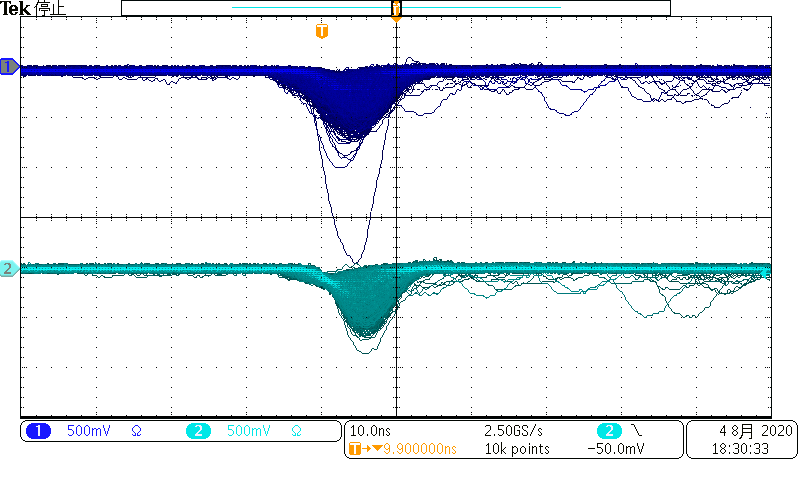 Tek 停止
T
T
1
2
1 500mV Ω 2 500mV Ω
10.0ns 2.50GS/s 2
T→▼9.900000ns 10k points −50.0mV
4 8月 2020
18:30:33